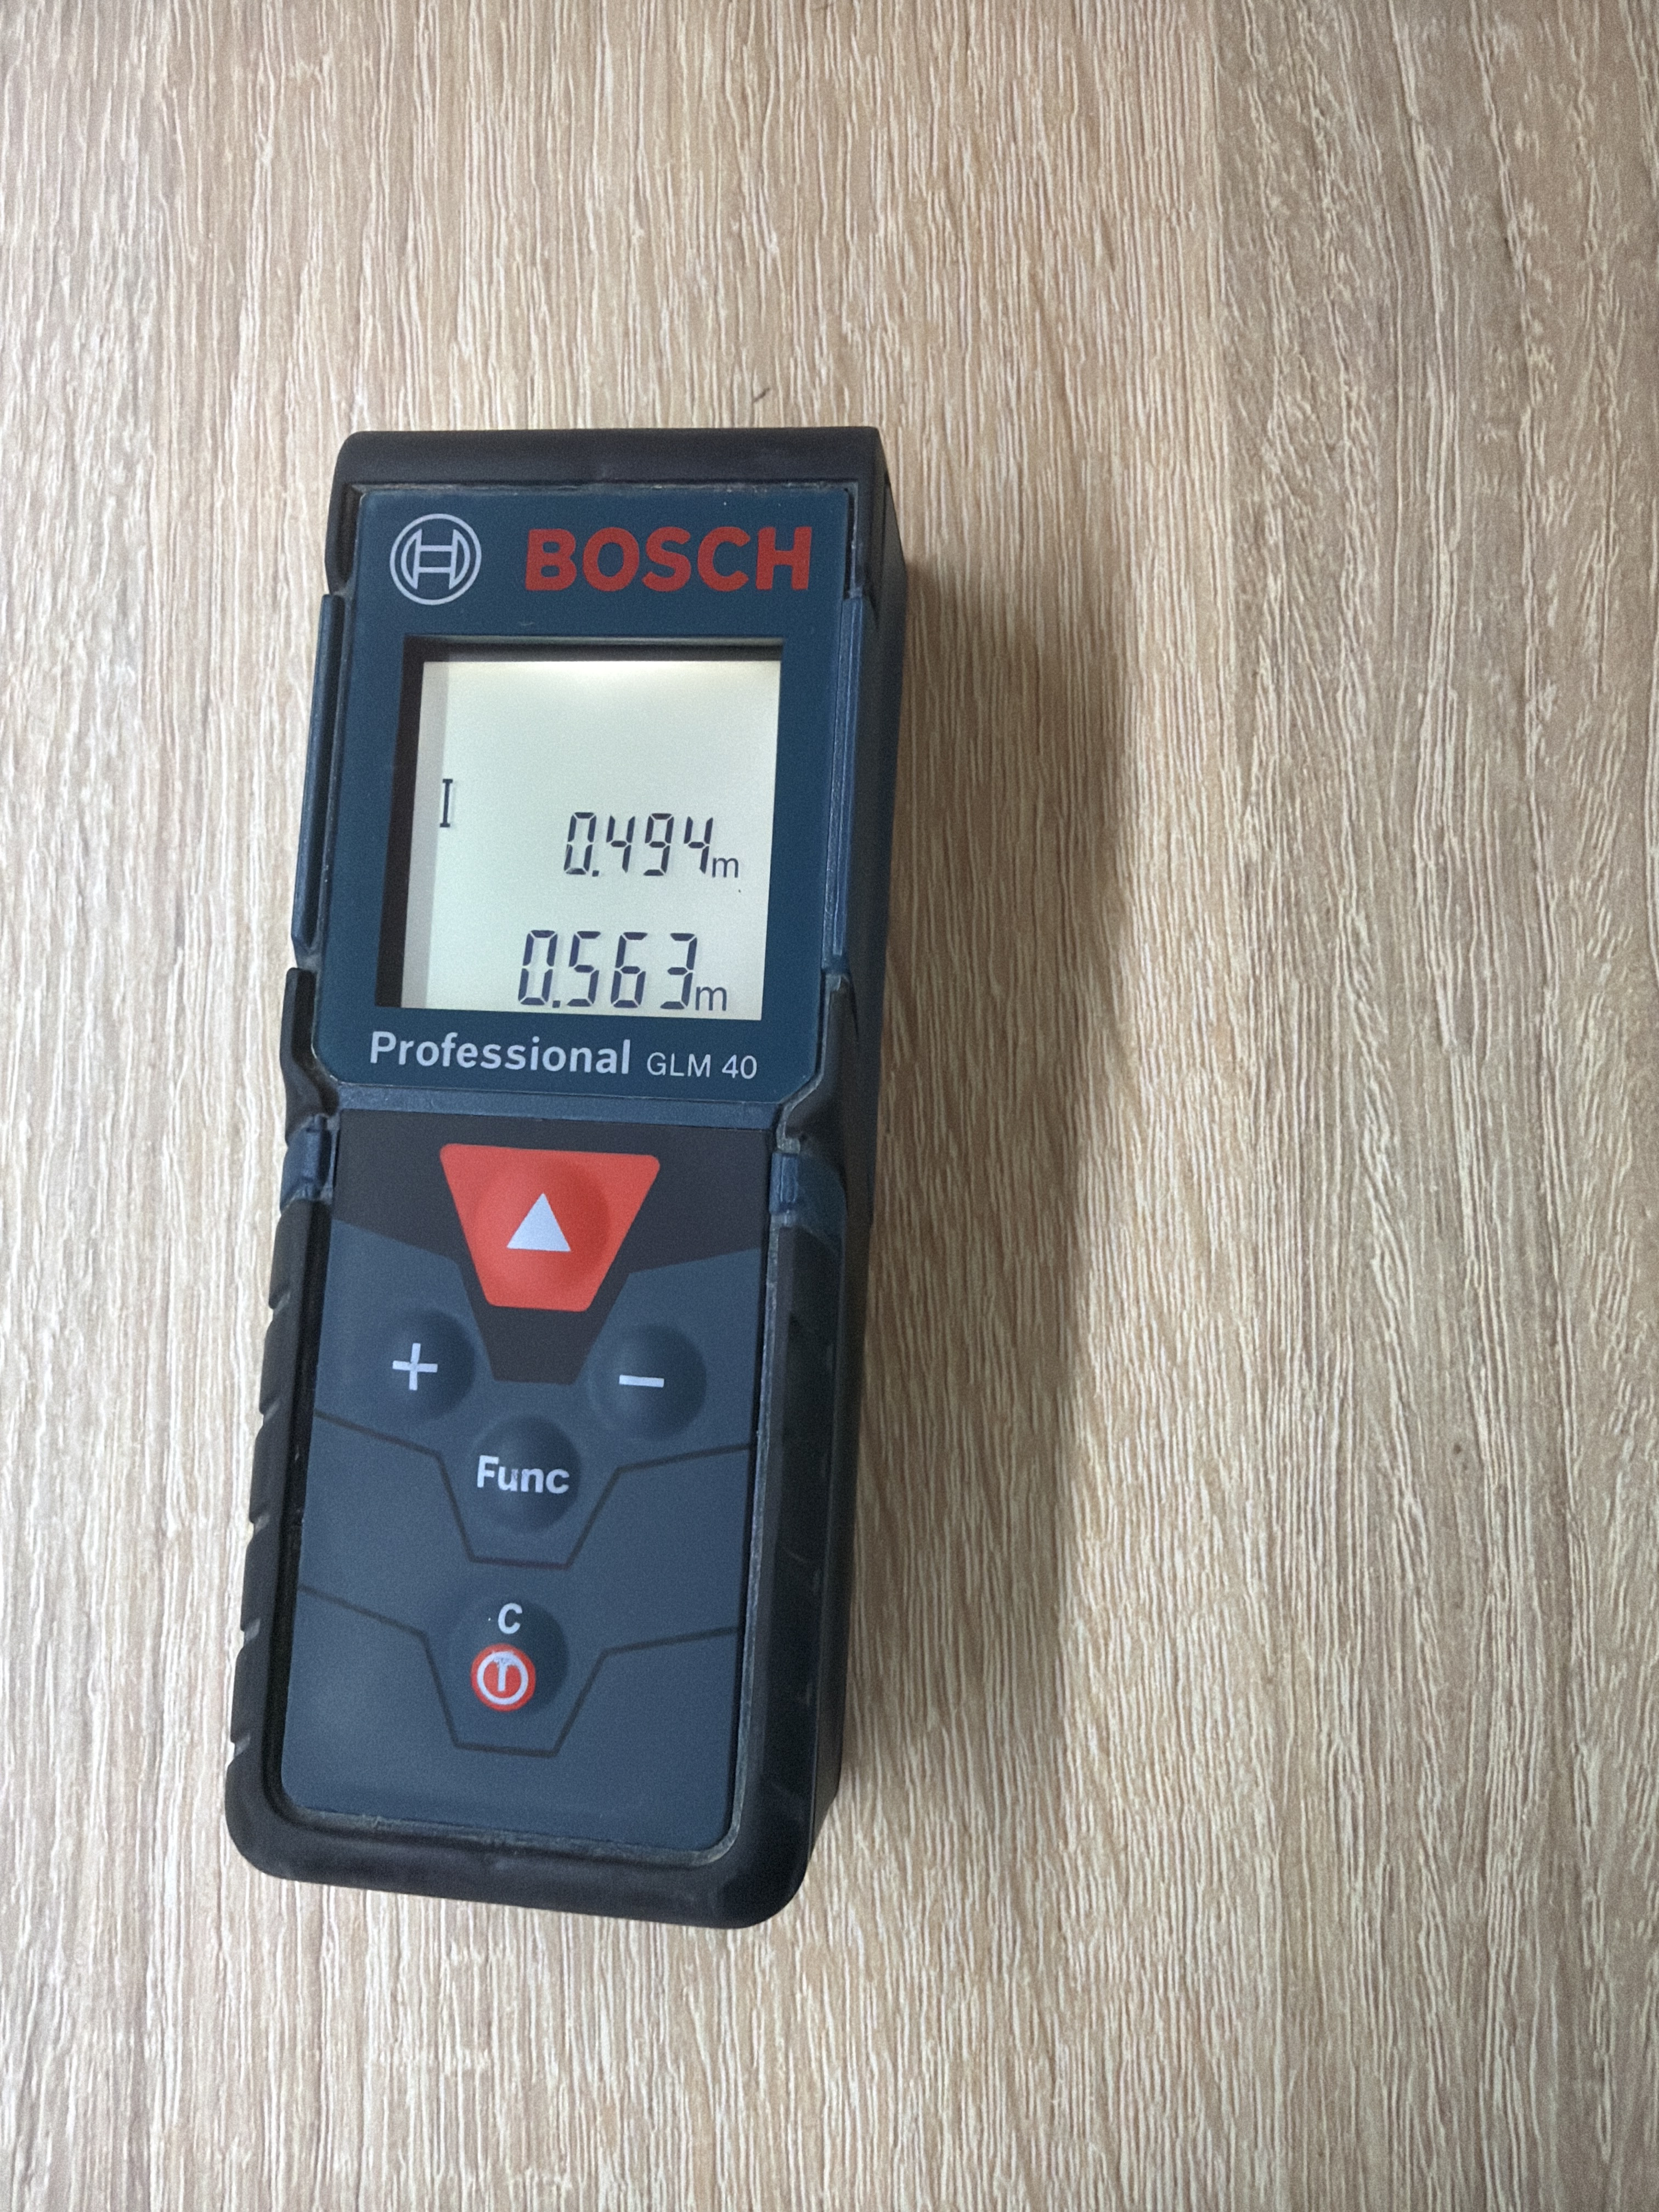 BOSCH
0.494m
0.563m
Professional GLM 40
+ −
Func
C